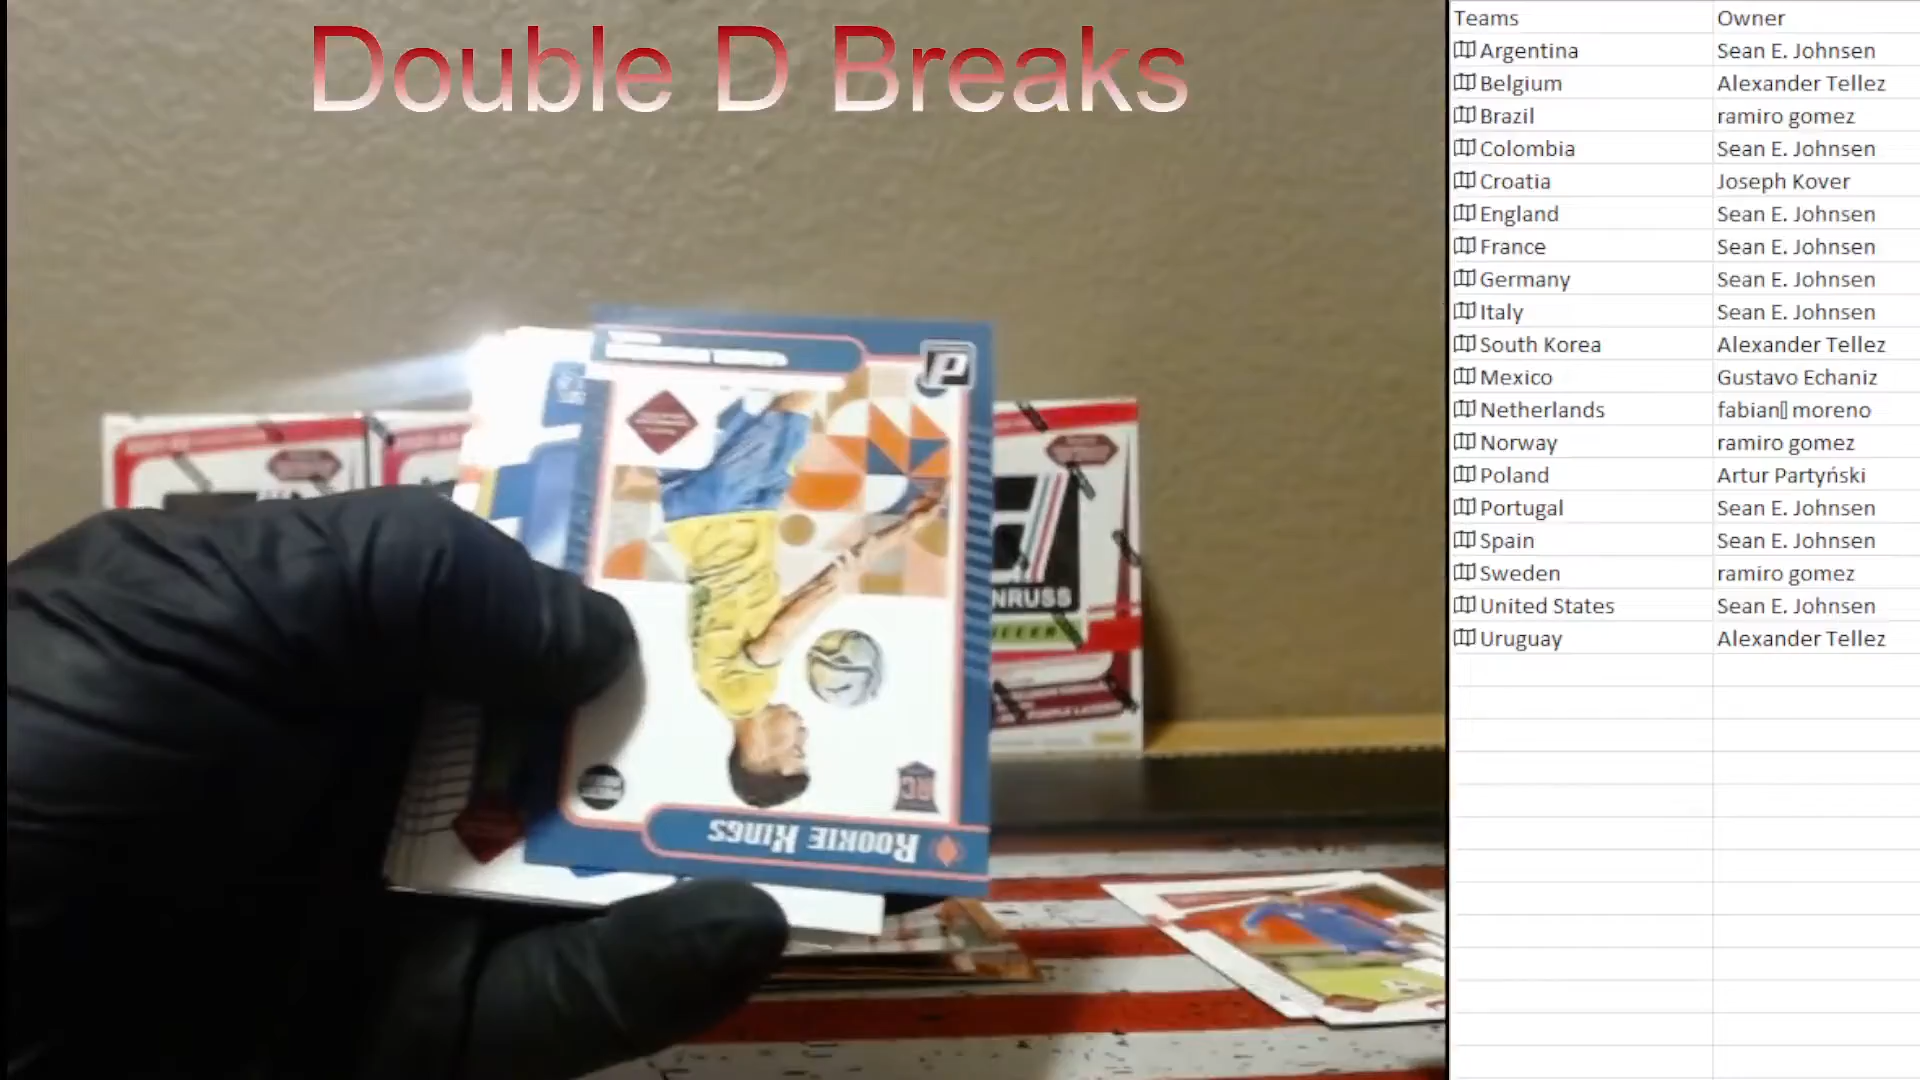 Double D Breaks
Teams Owner
Argentina Sean E. Johnsen
Belgium Alexander Tellez
Brazil ramiro gomez
Colombia Sean E. Johnsen
Croatia Joseph Kover
England Sean E. Johnsen
France Sean E. Johnsen
Germany Sean E. Johnsen
Italy Sean E. Johnsen
South Korea Alexander Tellez
Mexico Gustavo Echaniz
Netherlands fabian▯ moreno
Norway ramiro gomez
Poland Artur Partyński
Portugal Sean E. Johnsen
Spain Sean E. Johnsen
Sweden ramiro gomez
United States Sean E. Johnsen
Uruguay Alexander Tellez
P
NRUSS
RC
ROOKIE KINGS